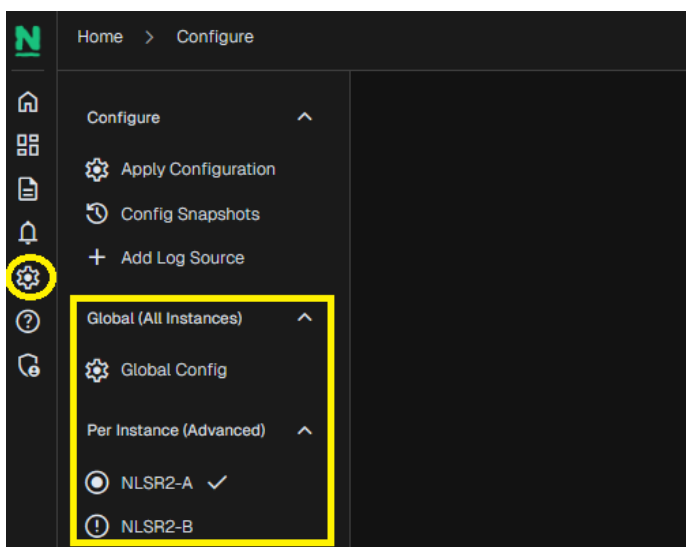 N
Home > Configure
Configure
Apply Configuration
Config Snapshots
+ Add Log Source
Global (All Instances)
Global Config
Per Instance (Advanced)
NLSR2-A
NLSR2-B